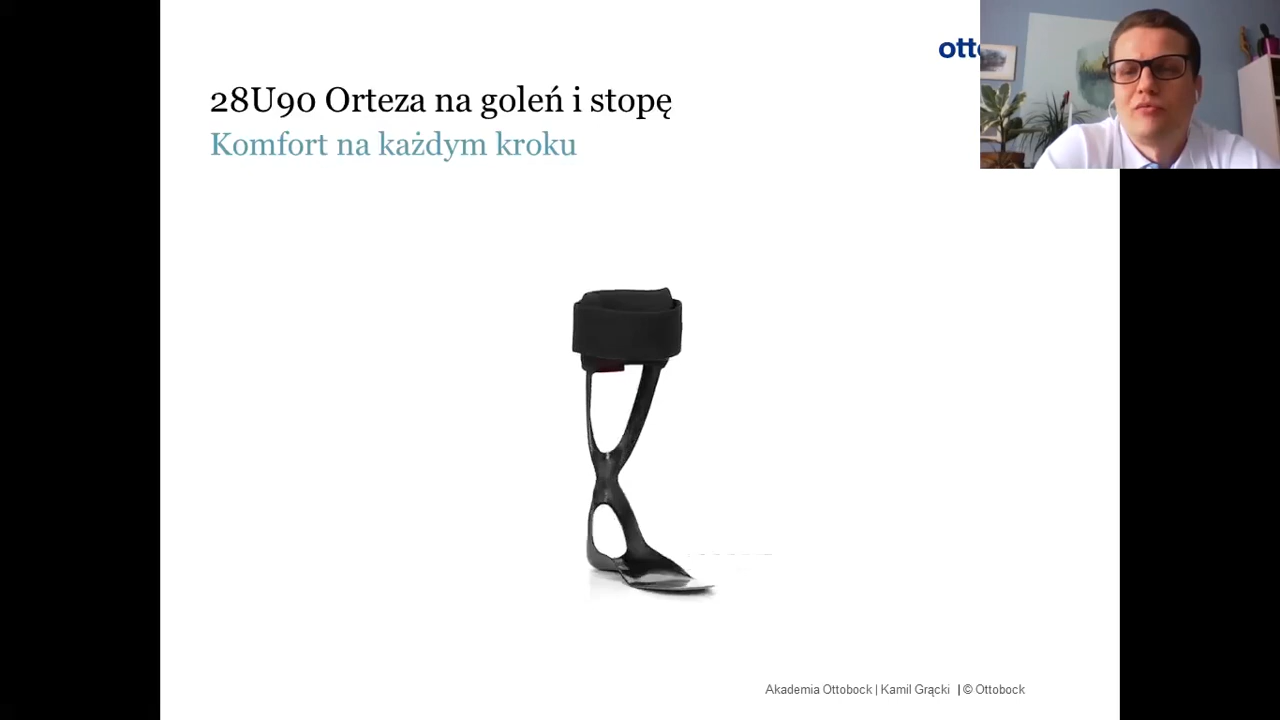 28U90 Orteza na goleń i stopę
Komfort na każdym kroku
Akademia Ottobock | Kamil Grącki | © Ottobock